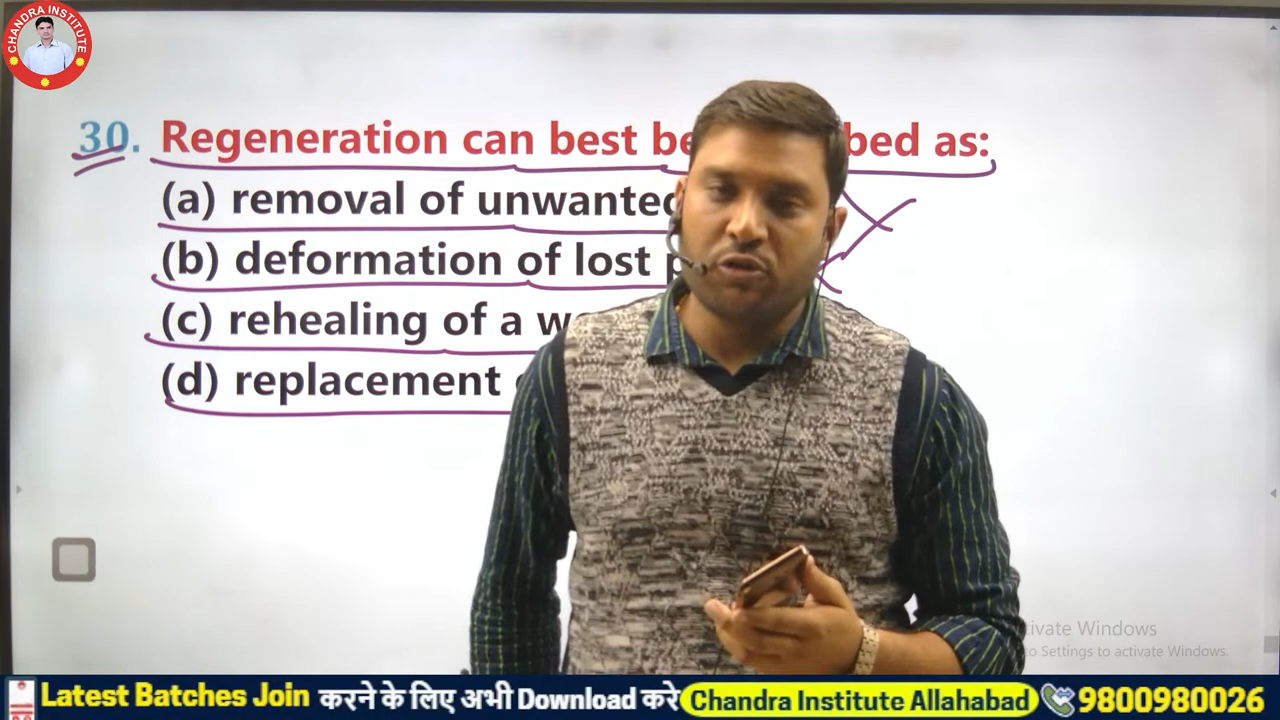 CHANDRA INSTITUTE
30. Regeneration can best be
bed as:
(a) removal of unwanted
(b) deformation of lost
(c) rehealing of a
(d) replacement
tivate Windows
to Settings to activate Windows.
Latest Batches Join करने के लिए अभी Download करे Chandra Institute Allahabad 9800980026